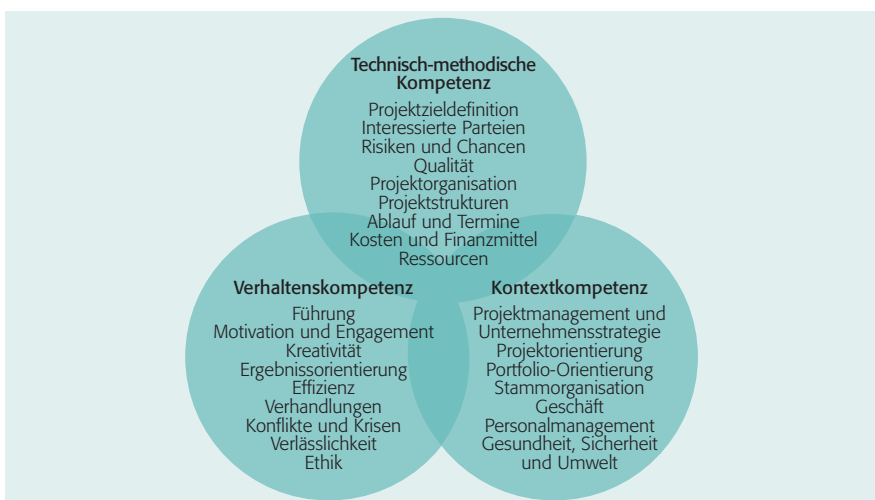 Technisch-methodische
Kompetenz
Projektzieldefinition
Interessierte Parteien
Risiken und Chancen
Qualität
Projektorganisation
Projektstrukturen
Ablauf und Termine
Kosten und Finanzmittel
Ressourcen
Verhaltenskompetenz
Führung
Motivation und Engagement
Kreativität
Ergebnissorientierung
Effizienz
Verhandlungen
Konflikte und Krisen
Verlässlichkeit
Ethik
Kontextkompetenz
Projektmanagement und
Unternehmensstrategie
Projektorientierung
Portfolio-Orientierung
Stammorganisation
Geschäft
Personalmanagement
Gesundheit, Sicherheit
und Umwelt